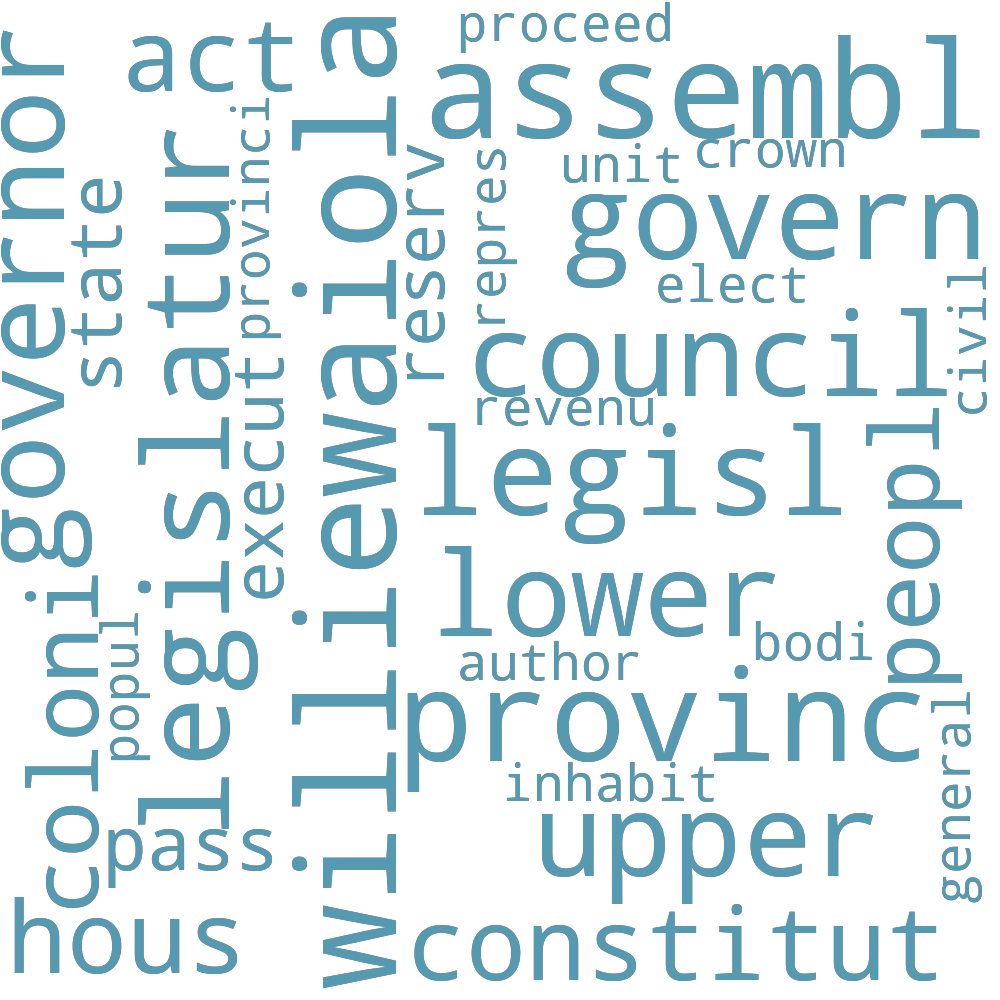 proceed
act
assembl
governor
legislatur
williewaiola
provinci
state
reserv
repres
unit
crown
govern
elect
civil
council
execut
revenu
peopl
legisl
lower
coloni
popul
bodi
author
provinc
general
inhabit
pass
upper
hous
constitut